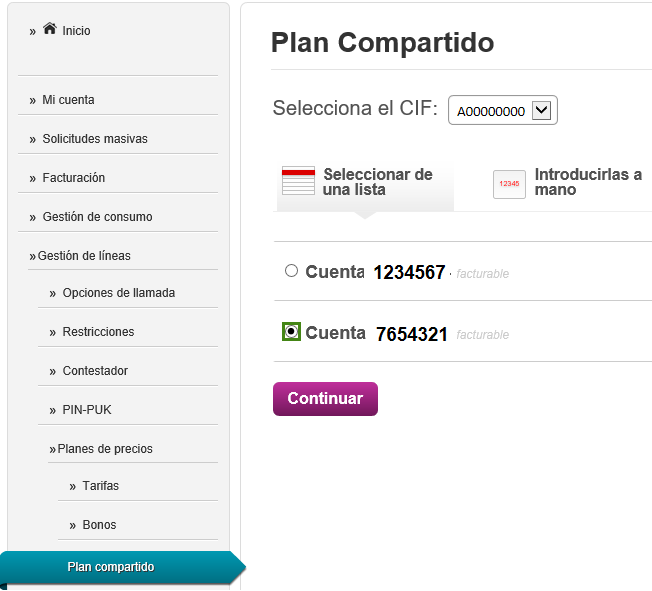 » Inicio
» Mi cuenta
» Solicitudes masivas
» Facturación
» Gestión de consumo
»Gestión de líneas
» Opciones de llamada
» Restricciones
» Contestador
» PIN-PUK
»Planes de precios
» Tarifas
» Bonos
Plan compartido
Plan Compartido
Selecciona el CIF: A00000000
Seleccionar de
una lista
12345
Introducirlas a
mano
Cuenta 1234567 · facturable
Cuenta 7654321 facturable
Continuar